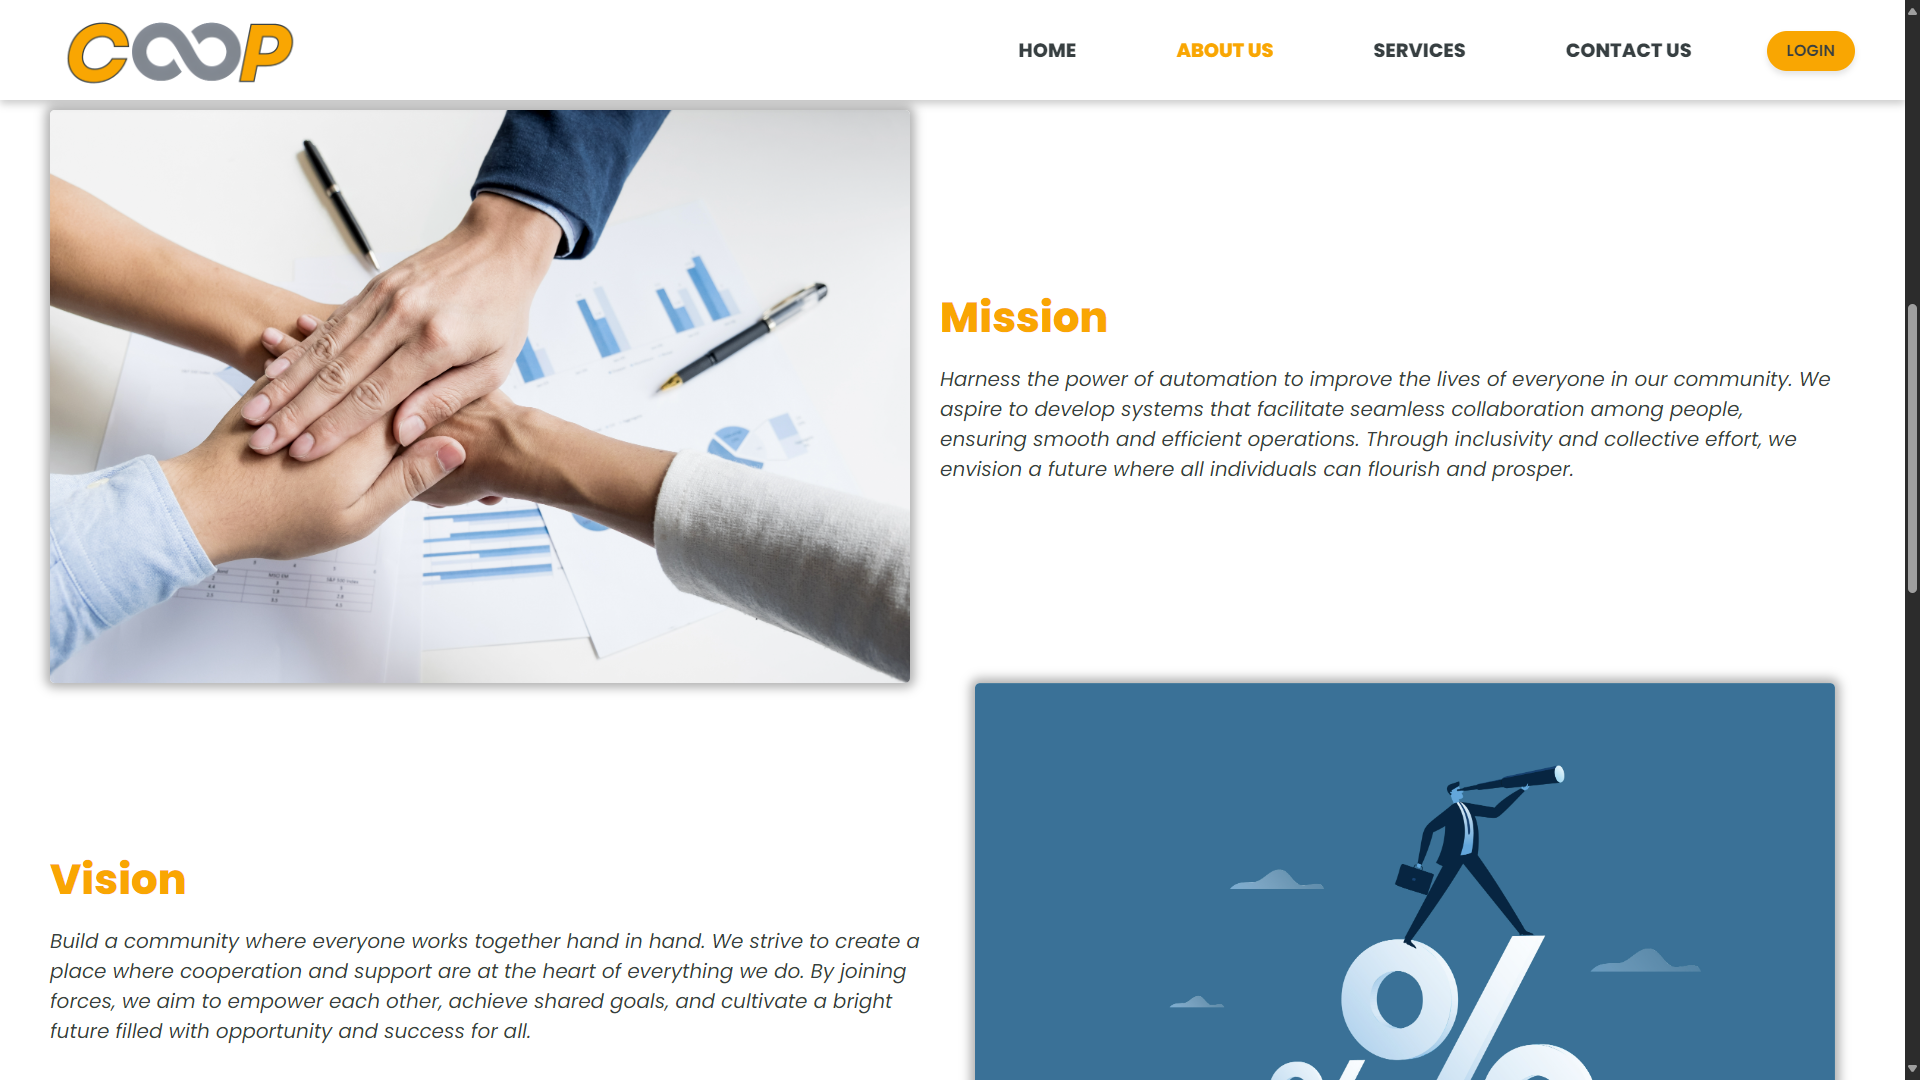 COOP
HOME
ABOUT US
SERVICES
CONTACT US
LOGIN
Mission
Harness the power of automation to improve the lives of everyone in our community. We
aspire to develop systems that facilitate seamless collaboration among people,
ensuring smooth and efficient operations. Through inclusivity and collective effort, we
envision a future where all individuals can flourish and prosper.
Vision
Build a community where everyone works together hand in hand. We strive to create a
place where cooperation and support are at the heart of everything we do. By joining
forces, we aim to empower each other, achieve shared goals, and cultivate a bright
future filled with opportunity and success for all.
%